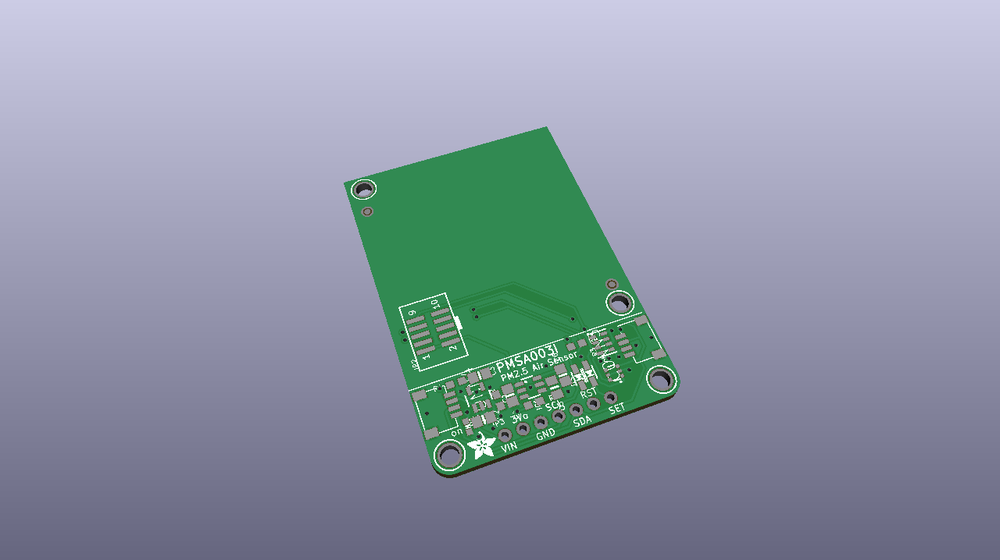 9 10
1 2
PMSA003I
PM2.5 Air Sensor
on
3Vo
SCL
RST
VIN
GND
SDA
SET